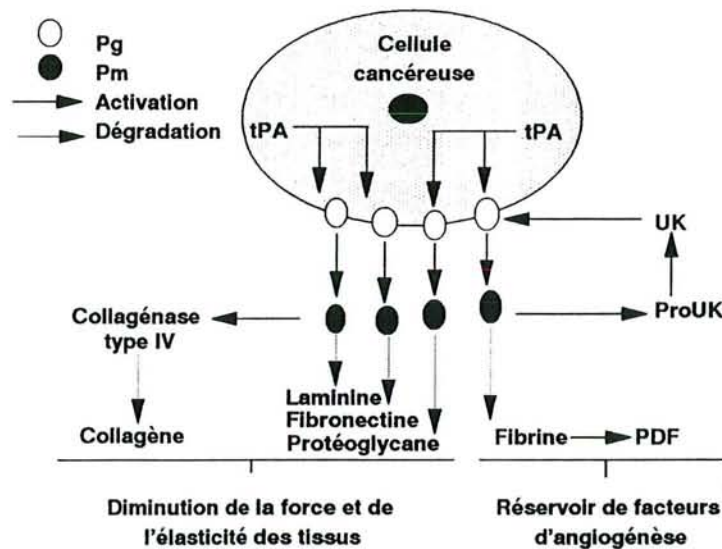 Pg
Pm
Activation
Dégradation
Cellule
cancéreuse
tPA
tPA
UK
ProUK
Collagénase
type IV
Collagène
Laminine
Fibronectine
Protéoglycane
Fibrine
PDF
Diminution de la force et de
l'élasticité des tissus
Réservoir de facteurs
d'angiogénèse